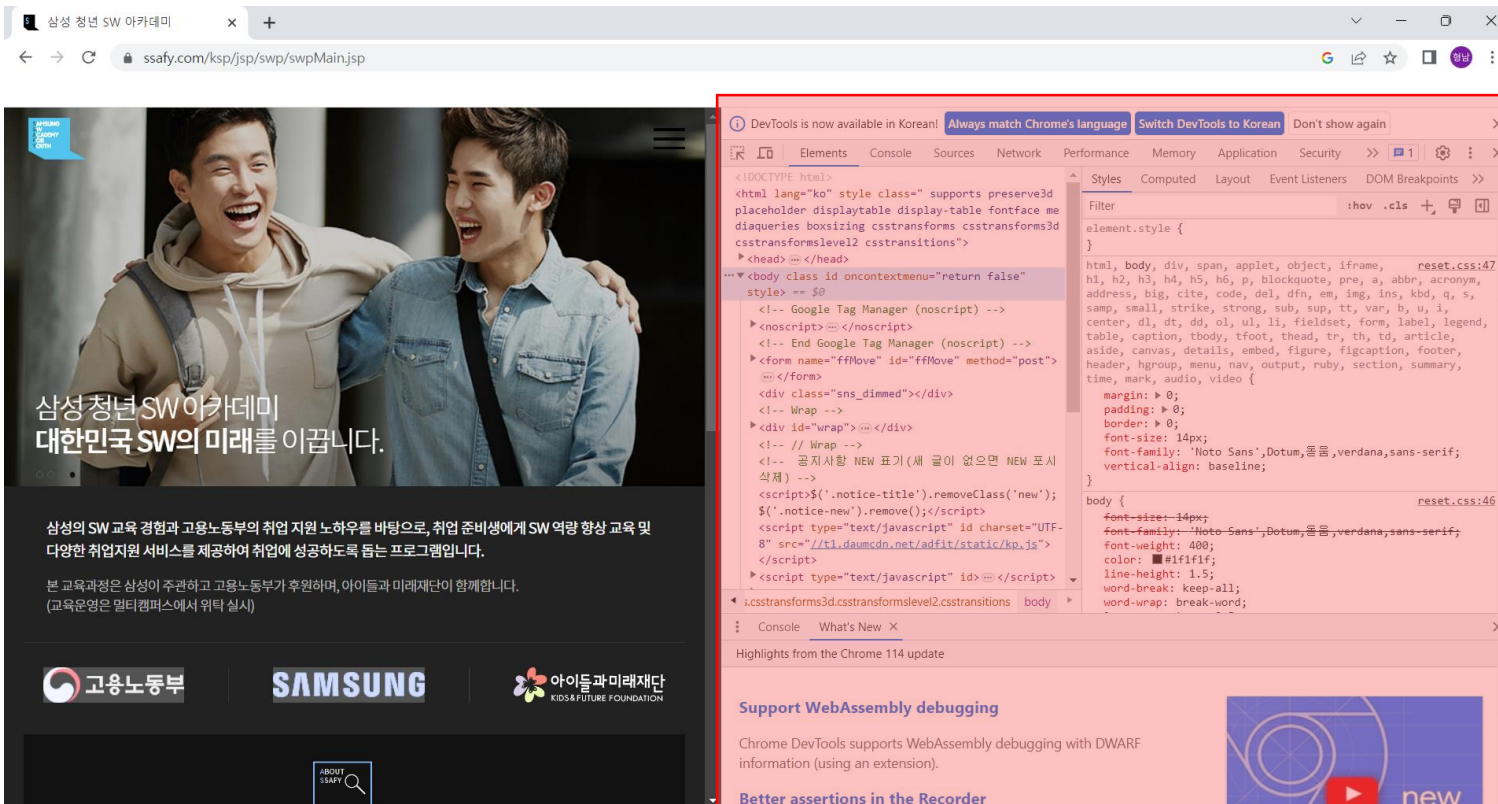 삼성 청년 SW 아카데미
ssafy.com/ksp/jsp/swp/swpMain.jsp
형남
삼성 청년 SW 아카데미
대한민국 SW의 미래를 이끕니다.
삼성의 SW 교육 경험과 고용노동부의 취업 지원 노하우를 바탕으로, 취업 준비생에게 SW 역량 향상 교육 및
다양한 취업지원 서비스를 제공하여 취업에 성공하도록 돕는 프로그램입니다.
본 교육과정은 삼성이 주관하고 고용노동부가 후원하며, 아이들과 미래재단이 함께합니다.
(교육운영은 멀티캠퍼스에서 위탁 실시)
고용노동부
SAMSUNG
아이들과미래재단
KIDS&FUTURE FOUNDATION
ABOUT
SSAFY
DevTools is now available in Korean! Always match Chrome's language Switch DevTools to Korean Don't show again
Elements Console Sources Network Performance Memory Application Security 1
<!DOCTYPE html>
<html lang="ko" style class=" supports preserve3d
placeholder displaytable display-table fontface me
diaqueries boxsizing csstransforms csstransforms3d
csstransformslevel2 csstransitions">
<head> … </head>
<body class id oncontextmenu="return false"
style> == $0
<!-- Google Tag Manager (noscript) -->
<noscript> … </noscript>
<!-- End Google Tag Manager (noscript) -->
<form name="ffMove" id="ffMove" method="post">
… </form>
<div class="sns_dimmed"></div>
<!-- Wrap -->
<div id="wrap"> … </div>
<!-- // Wrap -->
<!-- 공지사항 NEW 표기(새 글이 없으면 NEW 포시
삭제) -->
<script>$('.notice-title').removeClass('new');
$('.notice-new').remove();</script>
<script type="text/javascript" id charset="UTF-
8" src="//t1.daumcdn.net/adfit/static/kp.js">
</script>
<script type="text/javascript" id> … </script>
s.csstransforms3d.csstransformslevel2.csstransitions body
Styles Computed Layout Event Listeners DOM Breakpoints
Filter :hov .cls
element.style {
}
html, body, div, span, applet, object, iframe, reset.css:47
h1, h2, h3, h4, h5, h6, p, blockquote, pre, a, abbr, acronym,
address, big, cite, code, del, dfn, em, img, ins, kbd, q, s,
samp, small, strike, strong, sub, sup, tt, var, b, u, i,
center, dl, dt, dd, ol, ul, li, fieldset, form, label, legend,
table, caption, tbody, tfoot, thead, tr, th, td, article,
aside, canvas, details, embed, figure, figcaption, footer,
header, hgroup, menu, nav, output, ruby, section, summary,
time, mark, audio, video {
margin: 0;
padding: 0;
border: 0;
font-size: 14px;
font-family: 'Noto Sans',Dotum,돋움,verdana,sans-serif;
vertical-align: baseline;
}
body { reset.css:46
font-size: 14px;
font-family: 'Noto Sans',Dotum,돋움,verdana,sans-serif;
font-weight: 400;
color: #1f1f1f;
line-height: 1.5;
word-break: keep-all;
word-wrap: break-word;
Console What's New
Highlights from the Chrome 114 update
Support WebAssembly debugging
Chrome DevTools supports WebAssembly debugging with DWARF
information (using an extension).
Better assertions in the Recorder
new